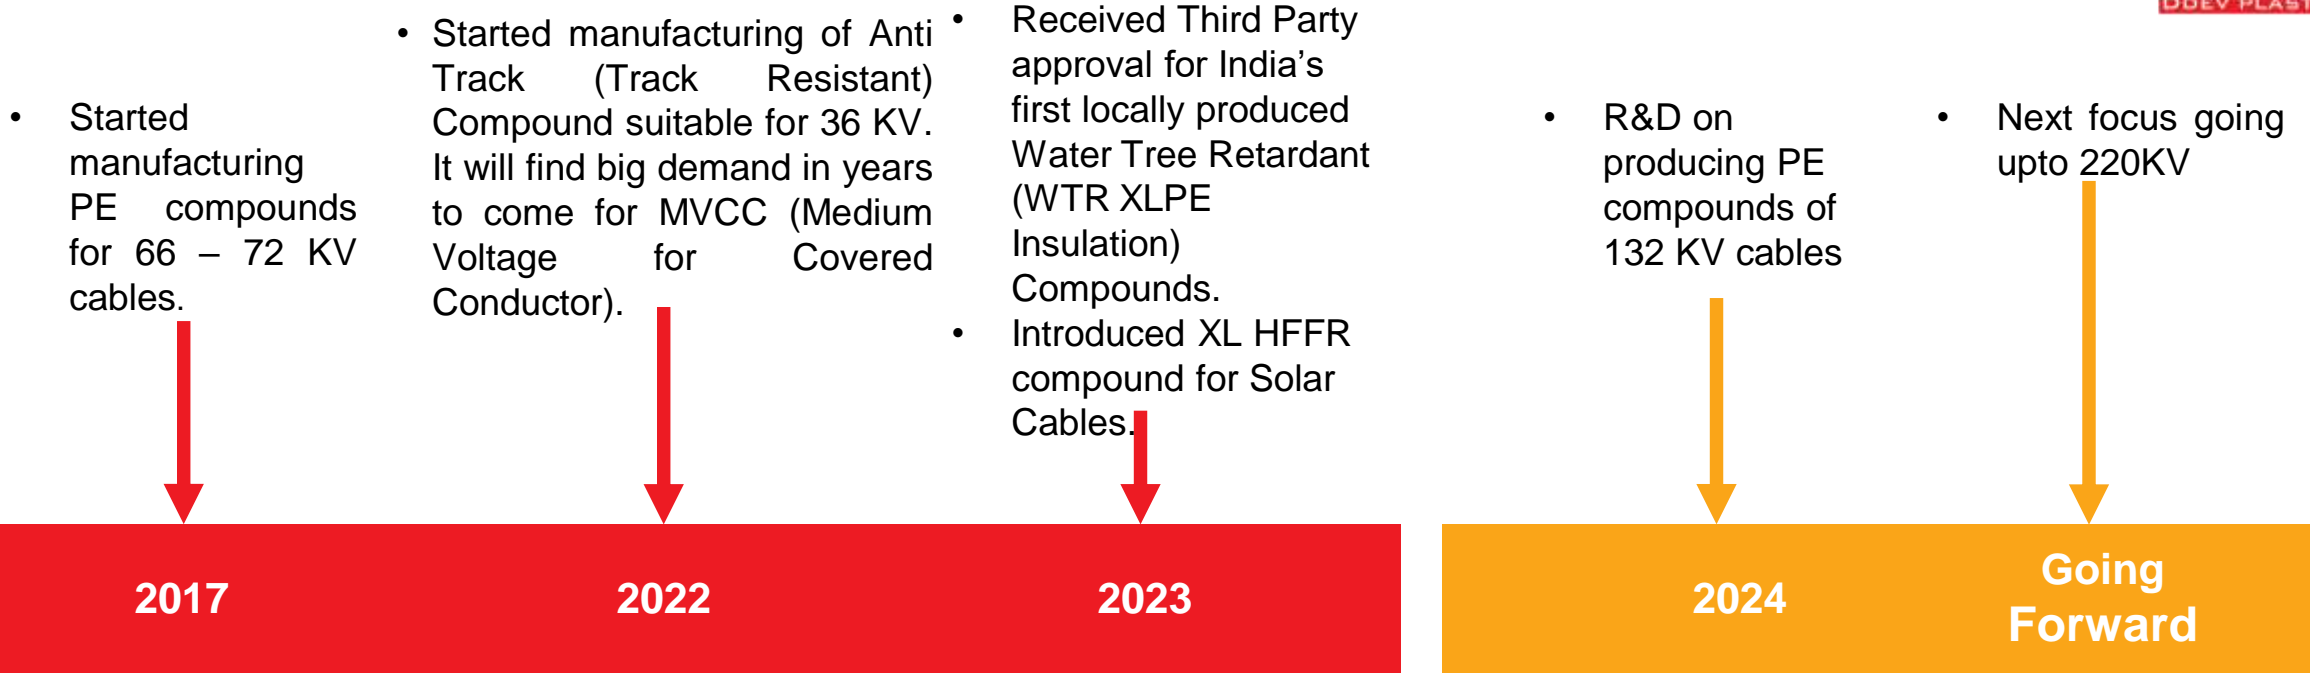 DDEV PLAST
• Started
manufacturing
PE compounds
for 66 – 72 KV
cables.
• Started manufacturing of Anti
Track (Track Resistant)
Compound suitable for 36 KV.
It will find big demand in years
to come for MVCC (Medium
Voltage for Covered
Conductor).
• Received Third Party
approval for India’s
first locally produced
Water Tree Retardant
(WTR XLPE
Insulation)
Compounds.
• Introduced XL HFFR
compound for Solar
Cables.
• R&D on
producing PE
compounds of
132 KV cables
• Next focus going
upto 220KV
2017
2022
2023
2024
Going
Forward